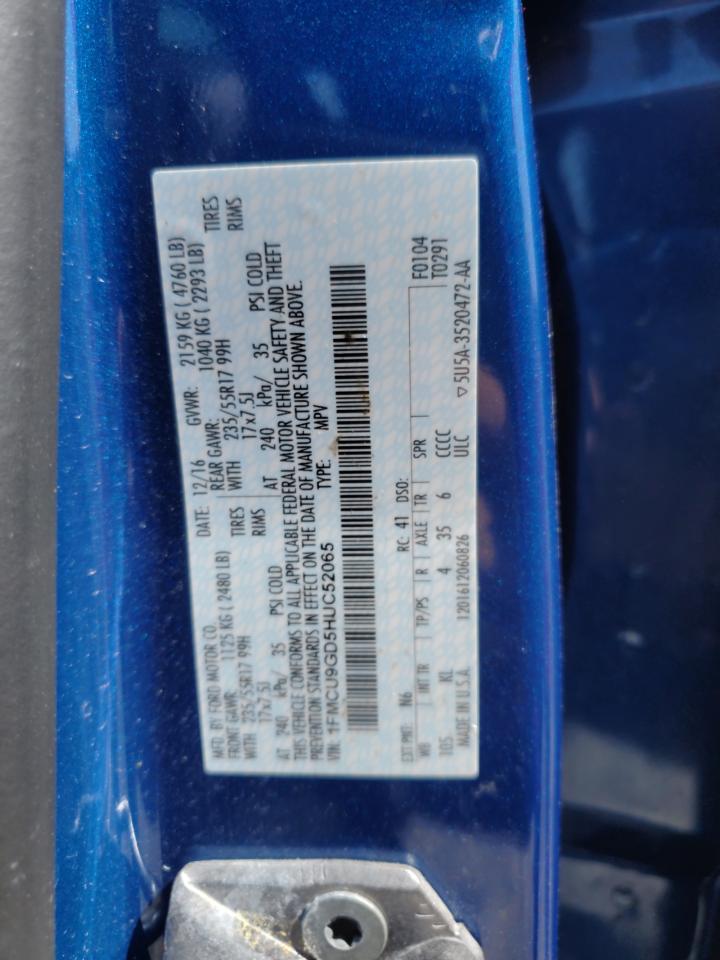 MFD. BY FORD MOTOR CO.
DATE: 12/16 GVWR: 2159 KG ( 4760 LB)
FRONT GAWR: 1125 KG ( 2480 LB) REAR GAWR: 1040 KG ( 2293 LB)
WITH 235/55R17 99H TIRES WITH 235/55R17 99H TIRES
17x7.5J RIMS 17x7.5J RIMS
AT 240 kPa/ 35 PSI COLD AT 240 kPa/ 35 PSI COLD
THIS VEHICLE CONFORMS TO ALL APPLICABLE FEDERAL MOTOR VEHICLE SAFETY AND THEFT
PREVENTION STANDARDS IN EFFECT ON THE DATE OF MANUFACTURE SHOWN ABOVE.
VIN: 1FMCU9GD5HUC52065 TYPE: MPV
EXT PNT: N6 RC: 41 DSO: F0104
WB INT TR TP/PS R AXLE TR SPR T0291
105 KL 4 35 6 CCCC
MADE IN U.S.A. 1201612060826 ULC ▽5U5A-3520472-AA